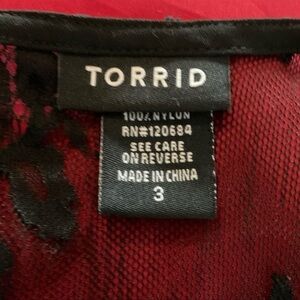 TORRID
100% NYLON
RN#120684
SEE CARE
ON REVERSE
MADE IN CHINA
3